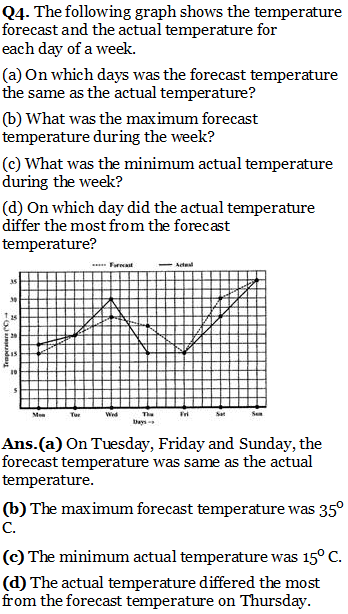 Q4. The following graph shows the temperature
forecast and the actual temperature for
each day of a week.
(a) On which days was the forecast temperature
the same as the actual temperature?
(b) What was the maximum forecast
temperature during the week?
(c) What was the minimum actual temperature
during the week?
(d) On which day did the actual temperature
differ the most from the forecast
temperature?
Forecast Actual
Temperature (°C) →
35
30
25
20
15
10
5
Mon Tue Wed Thu Fri Sat Sun
Days →
Ans.(a) On Tuesday, Friday and Sunday, the
forecast temperature was same as the actual
temperature.
(b) The maximum forecast temperature was 35⁰
C.
(c) The minimum actual temperature was 15⁰ C.
(d) The actual temperature differed the most
from the forecast temperature on Thursday.